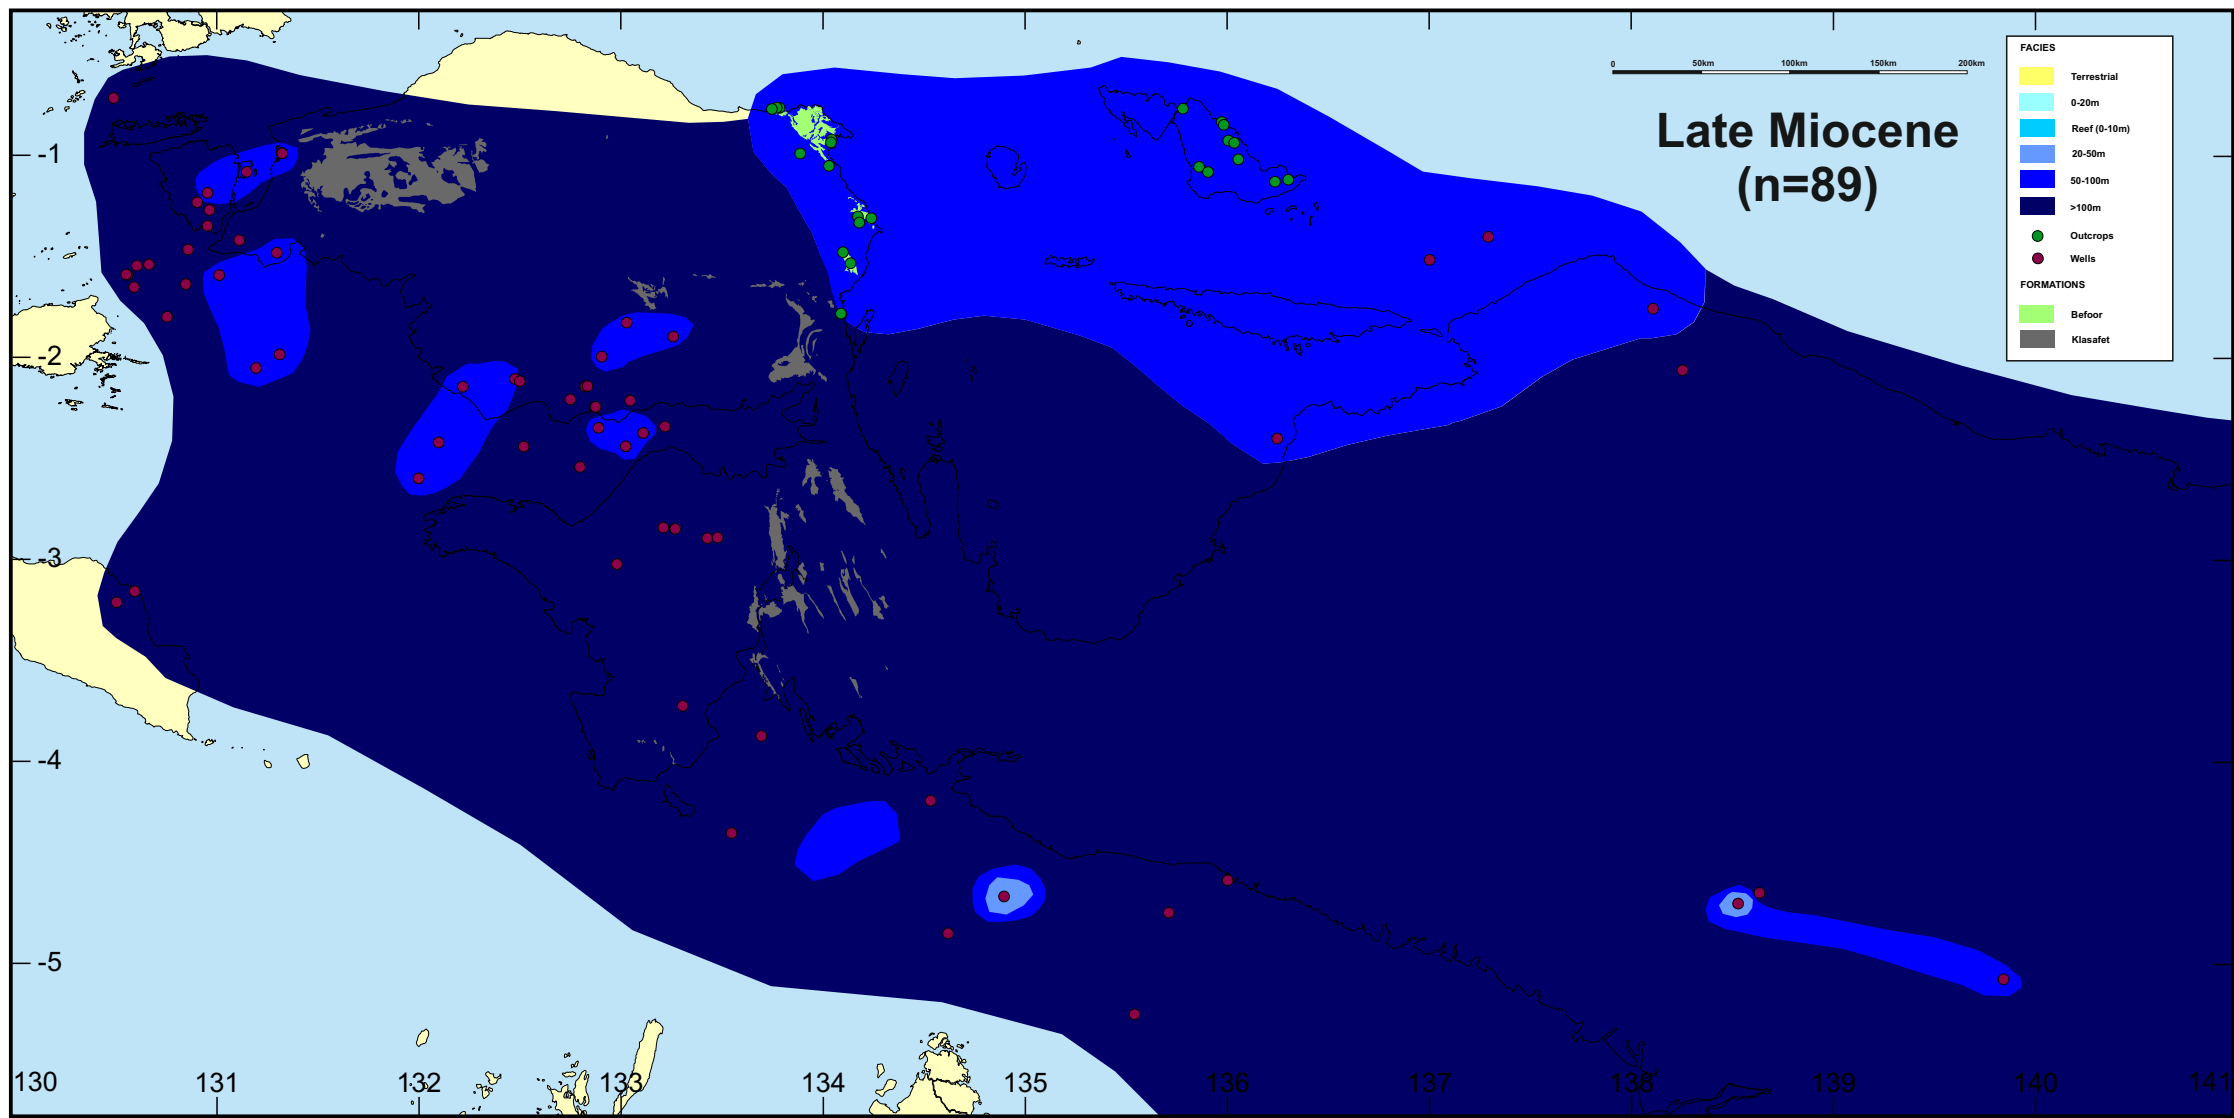 FACIES
Terrestrial
0-20m
Reef (0-10m)
20-50m
50-100m
>100m
Outcrops
Wells
FORMATIONS
Befoor
Klasafet
0 50km 100km 150km 200km
Late Miocene
(n=89)
-1
-2
-3
-4
-5
130 131 132 133 134 135 136 137 138 139 140 141